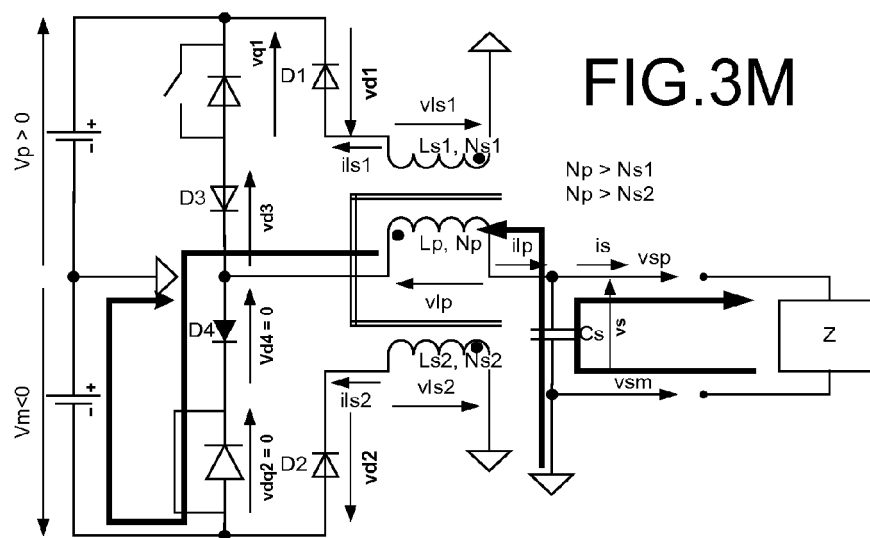 FIG.3M
Vp > 0
+
-
vq1
D1
vd1
vls1
ils1
Ls1, Ns1
Np > Ns1
Np > Ns2
D3
vd3
Lp, Np
ilp
is
vsp
vlp
D4
Vd4 = 0
Cs
vs
Z
Vm<0
+
-
Ls2, Ns2
ils2
vls2
vsm
vdq2 = 0
D2
vd2